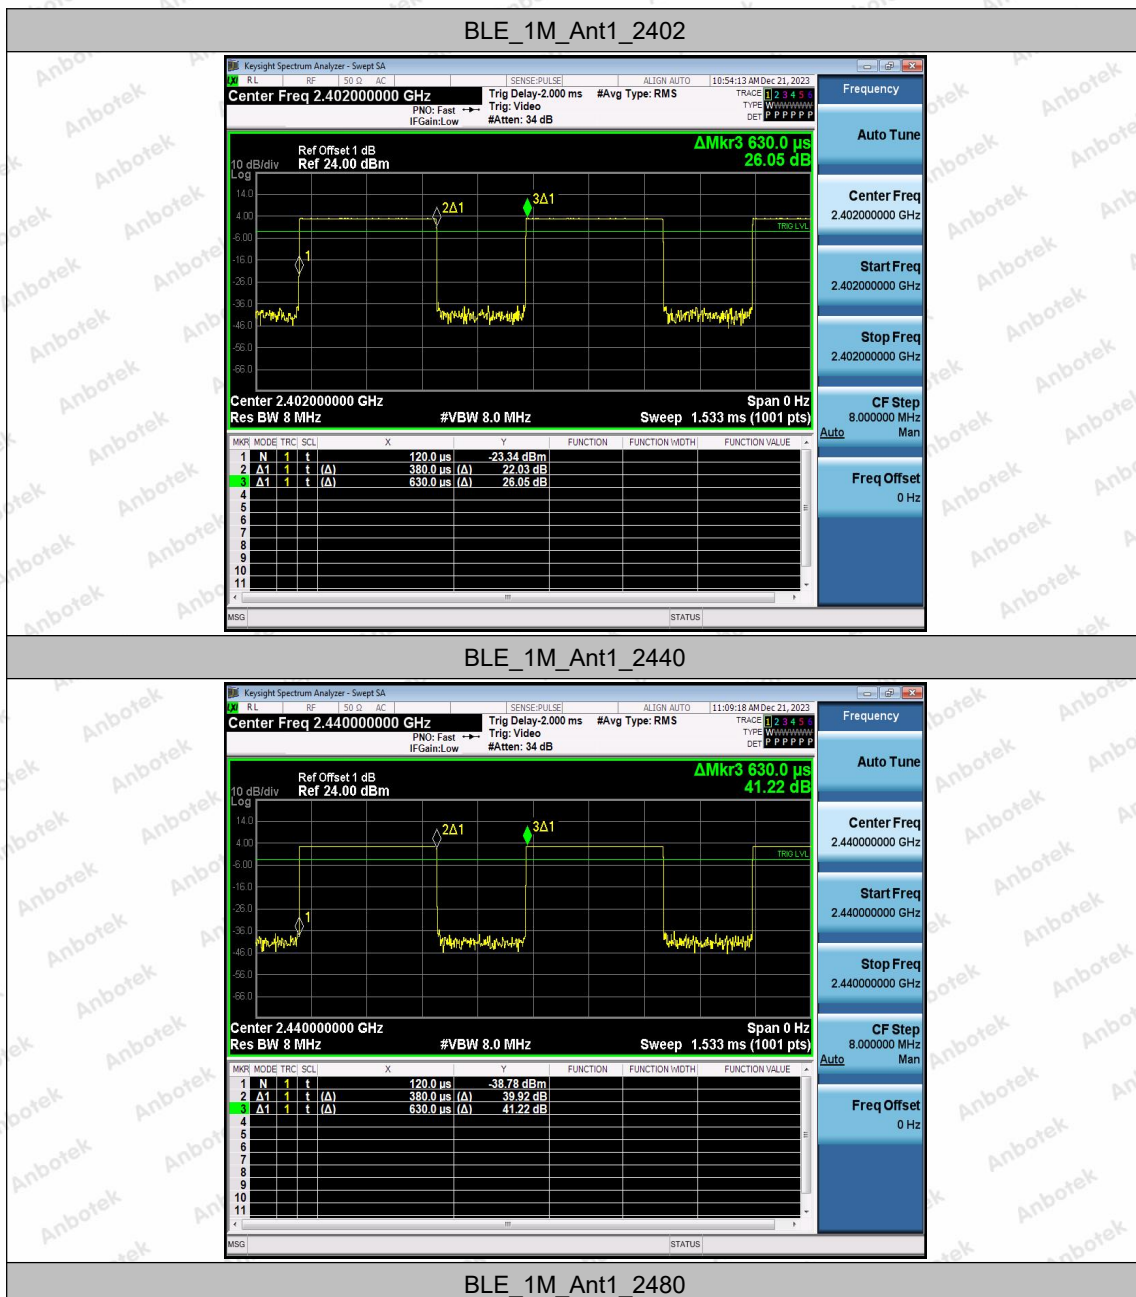 BLE_1M_Ant1_2402
Keysight Spectrum Analyzer - Swept SA
RL RF 50 Ω AC SENSE:PULSE ALIGN AUTO 10:54:13 AM Dec 21, 2023
Center Freq 2.402000000 GHz
Trig Delay-2.000 ms #Avg Type: RMS
PNO: Fast Trig: Video
IFGain:Low #Atten: 34 dB
TRACE 1 2 3 4 5 6
TYPE WWWWWW
DET P P P P P P
Frequency
Auto Tune
Center Freq
2.402000000 GHz
Start Freq
2.402000000 GHz
Stop Freq
2.402000000 GHz
CF Step
8.000000 MHz
Auto Man
Freq Offset
0 Hz
Ref Offset 1 dB
10 dB/div Ref 24.00 dBm
Log
ΔMkr3 630.0 µs
26.05 dB
14.0
4.00
-6.00
-16.0
-26.0
-36.0
-46.0
-56.0
-66.0
1
2Δ1
3Δ1
TRIG LVL
Center 2.402000000 GHz Span 0 Hz
Res BW 8 MHz #VBW 8.0 MHz Sweep 1.533 ms (1001 pts)
MKR MODE TRC SCL X Y FUNCTION FUNCTION WIDTH FUNCTION VALUE
1 N 1 t 120.0 µs -23.34 dBm
2 Δ1 1 t (Δ) 380.0 µs (Δ) 22.03 dB
3 Δ1 1 t (Δ) 630.0 µs (Δ) 26.05 dB
4
5
6
7
8
9
10
11
MSG STATUS
BLE_1M_Ant1_2440
Keysight Spectrum Analyzer - Swept SA
RL RF 50 Ω AC SENSE:PULSE ALIGN AUTO 11:09:18 AM Dec 21, 2023
Center Freq 2.440000000 GHz
Trig Delay-2.000 ms #Avg Type: RMS
PNO: Fast Trig: Video
IFGain:Low #Atten: 34 dB
TRACE 1 2 3 4 5 6
TYPE WWWWWW
DET P P P P P P
Frequency
Auto Tune
Center Freq
2.440000000 GHz
Start Freq
2.440000000 GHz
Stop Freq
2.440000000 GHz
CF Step
8.000000 MHz
Auto Man
Freq Offset
0 Hz
Ref Offset 1 dB
10 dB/div Ref 24.00 dBm
Log
ΔMkr3 630.0 µs
41.22 dB
14.0
4.00
-6.00
-16.0
-26.0
-36.0
-46.0
-56.0
-66.0
1
2Δ1
3Δ1
TRIG LVL
Center 2.440000000 GHz Span 0 Hz
Res BW 8 MHz #VBW 8.0 MHz Sweep 1.533 ms (1001 pts)
MKR MODE TRC SCL X Y FUNCTION FUNCTION WIDTH FUNCTION VALUE
1 N 1 t 120.0 µs -38.78 dBm
2 Δ1 1 t (Δ) 380.0 µs (Δ) 39.92 dB
3 Δ1 1 t (Δ) 630.0 µs (Δ) 41.22 dB
4
5
6
7
8
9
10
11
MSG STATUS
BLE_1M_Ant1_2480
Anbotek